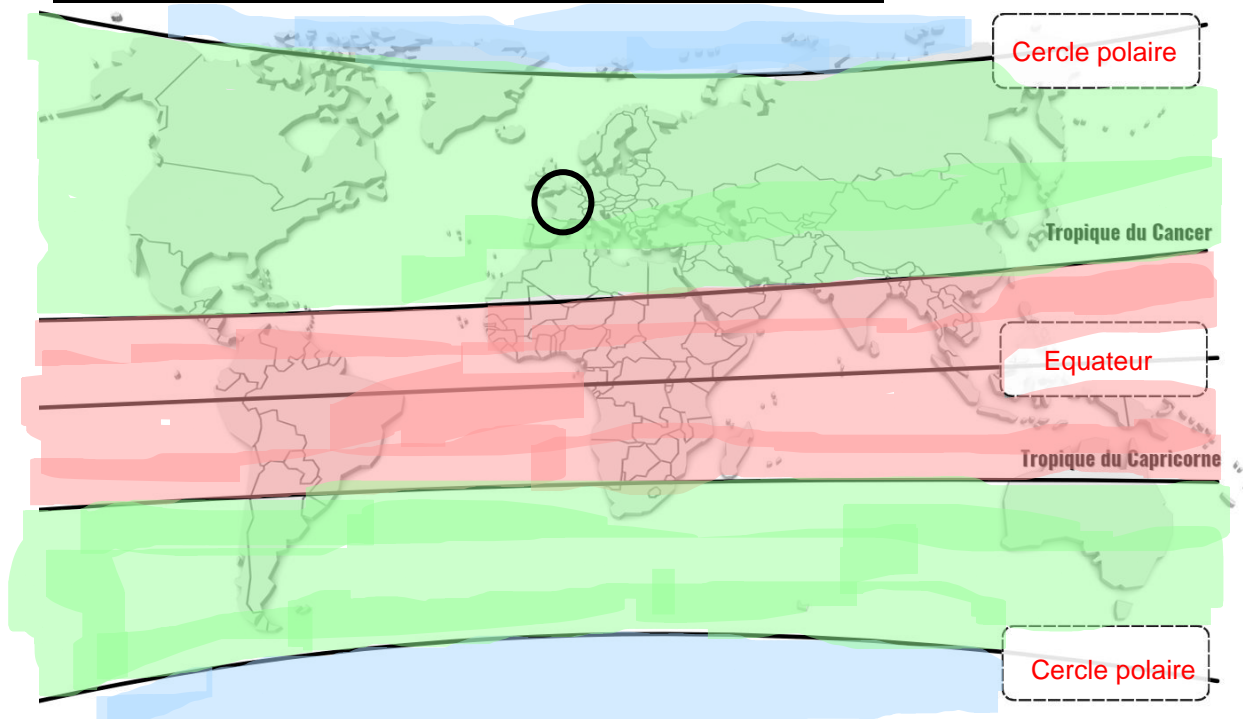 Cercle polaire
Tropique du Cancer
Equateur
Tropique du Capricorne
Cercle polaire